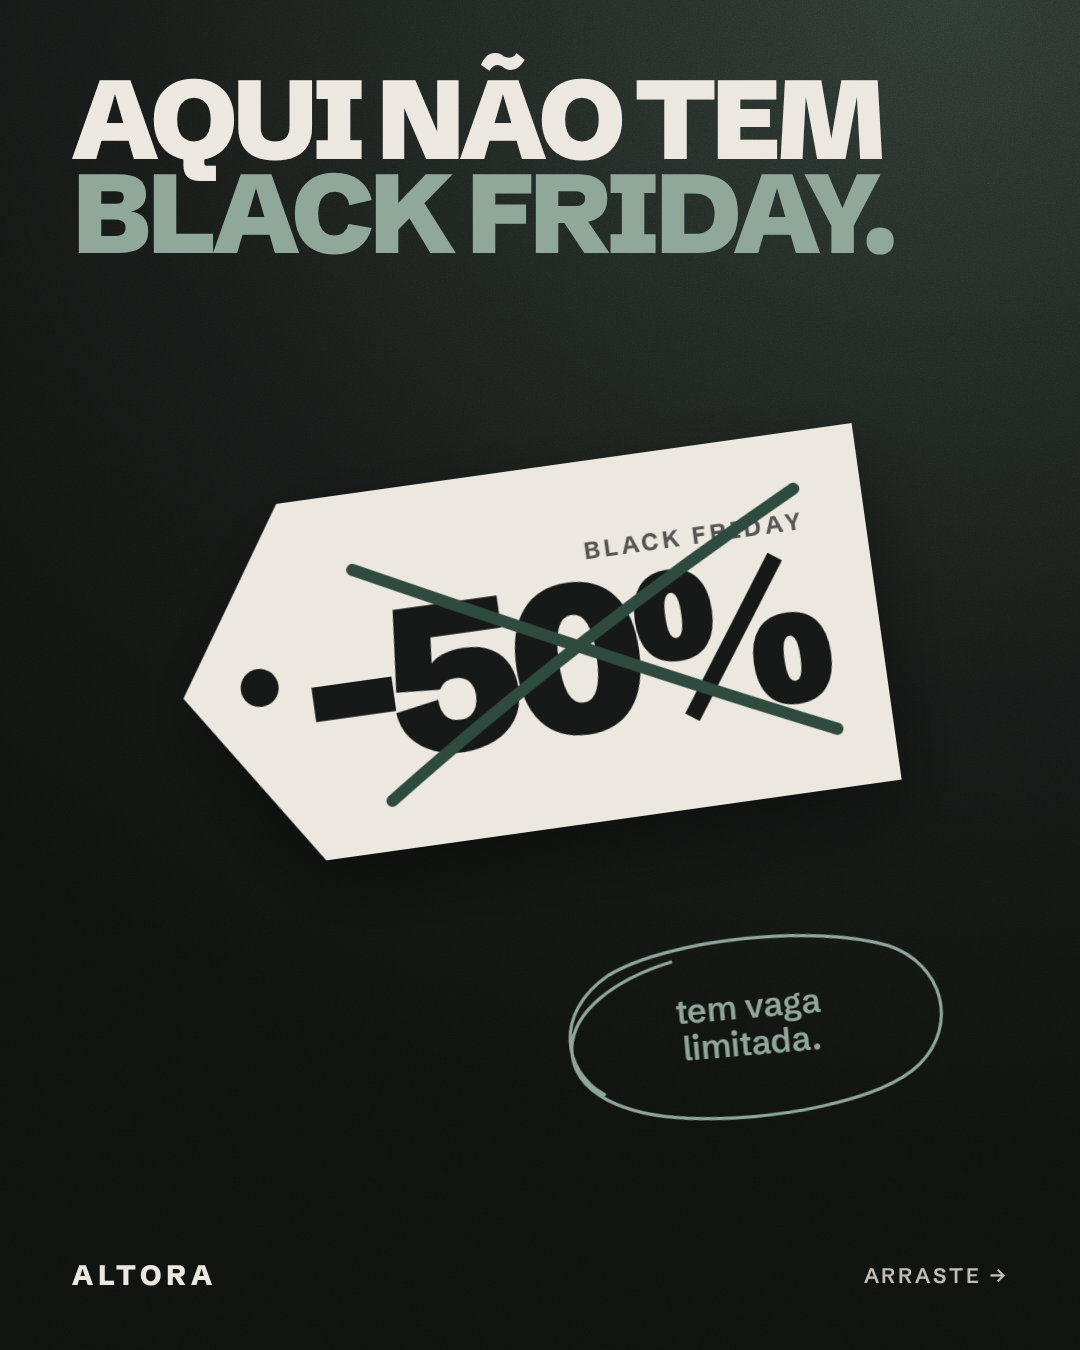 AQUI NÃO TEM
BLACK FRIDAY.
BLACK FRIDAY
-50%
tem vaga
limitada.
ALTORA
ARRASTE →